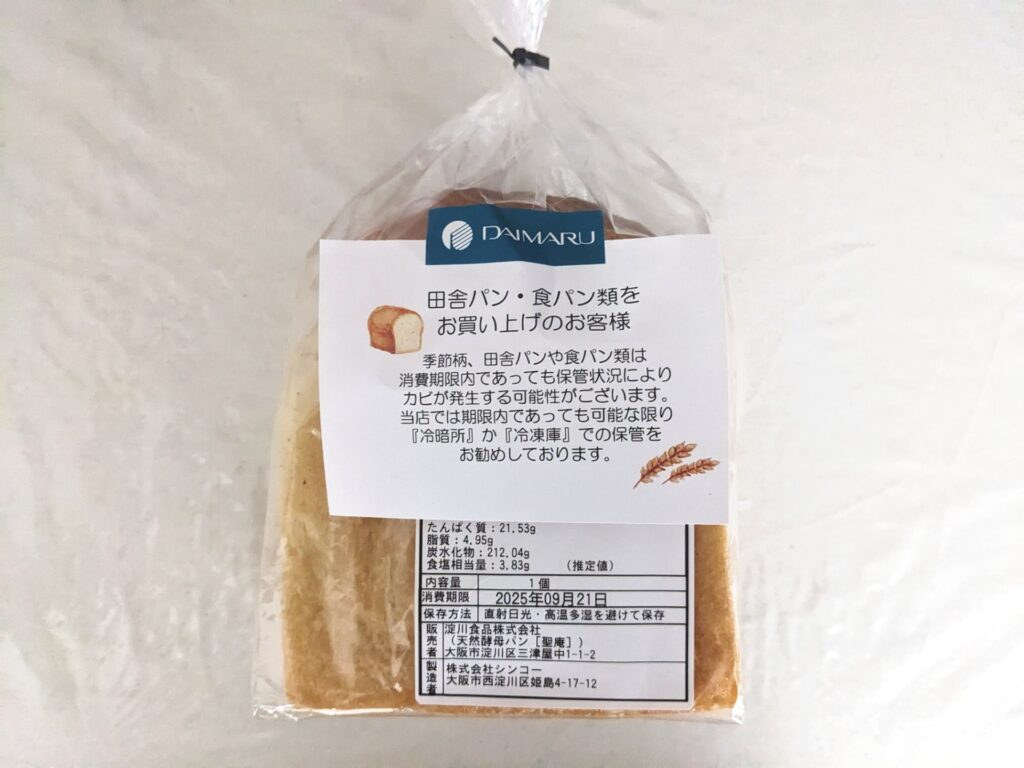 DAIMARU
田舎パン・食パン類を
お買い上げのお客様
季節柄、田舎パンや食パン類は
消費期限内であっても保管状況により
カビが発生する可能性がございます。
当店では期限内であっても可能な限り
『冷暗所』か『冷凍庫』での保管を
お勧めしております。
たんぱく質：21.53g
脂質：4.95g
炭水化物：212.04g
食塩相当量：3.83g （推定値）
内容量 1個
消費期限 2025年09月21日
保存方法 直射日光・高温多湿を避けて保存
販売者 淀川食品株式会社
（天然酵母パン［聖庵］）
大阪市淀川区三津屋中1-1-2
製造者 株式会社シンコー
大阪市西淀川区姫島4-17-12